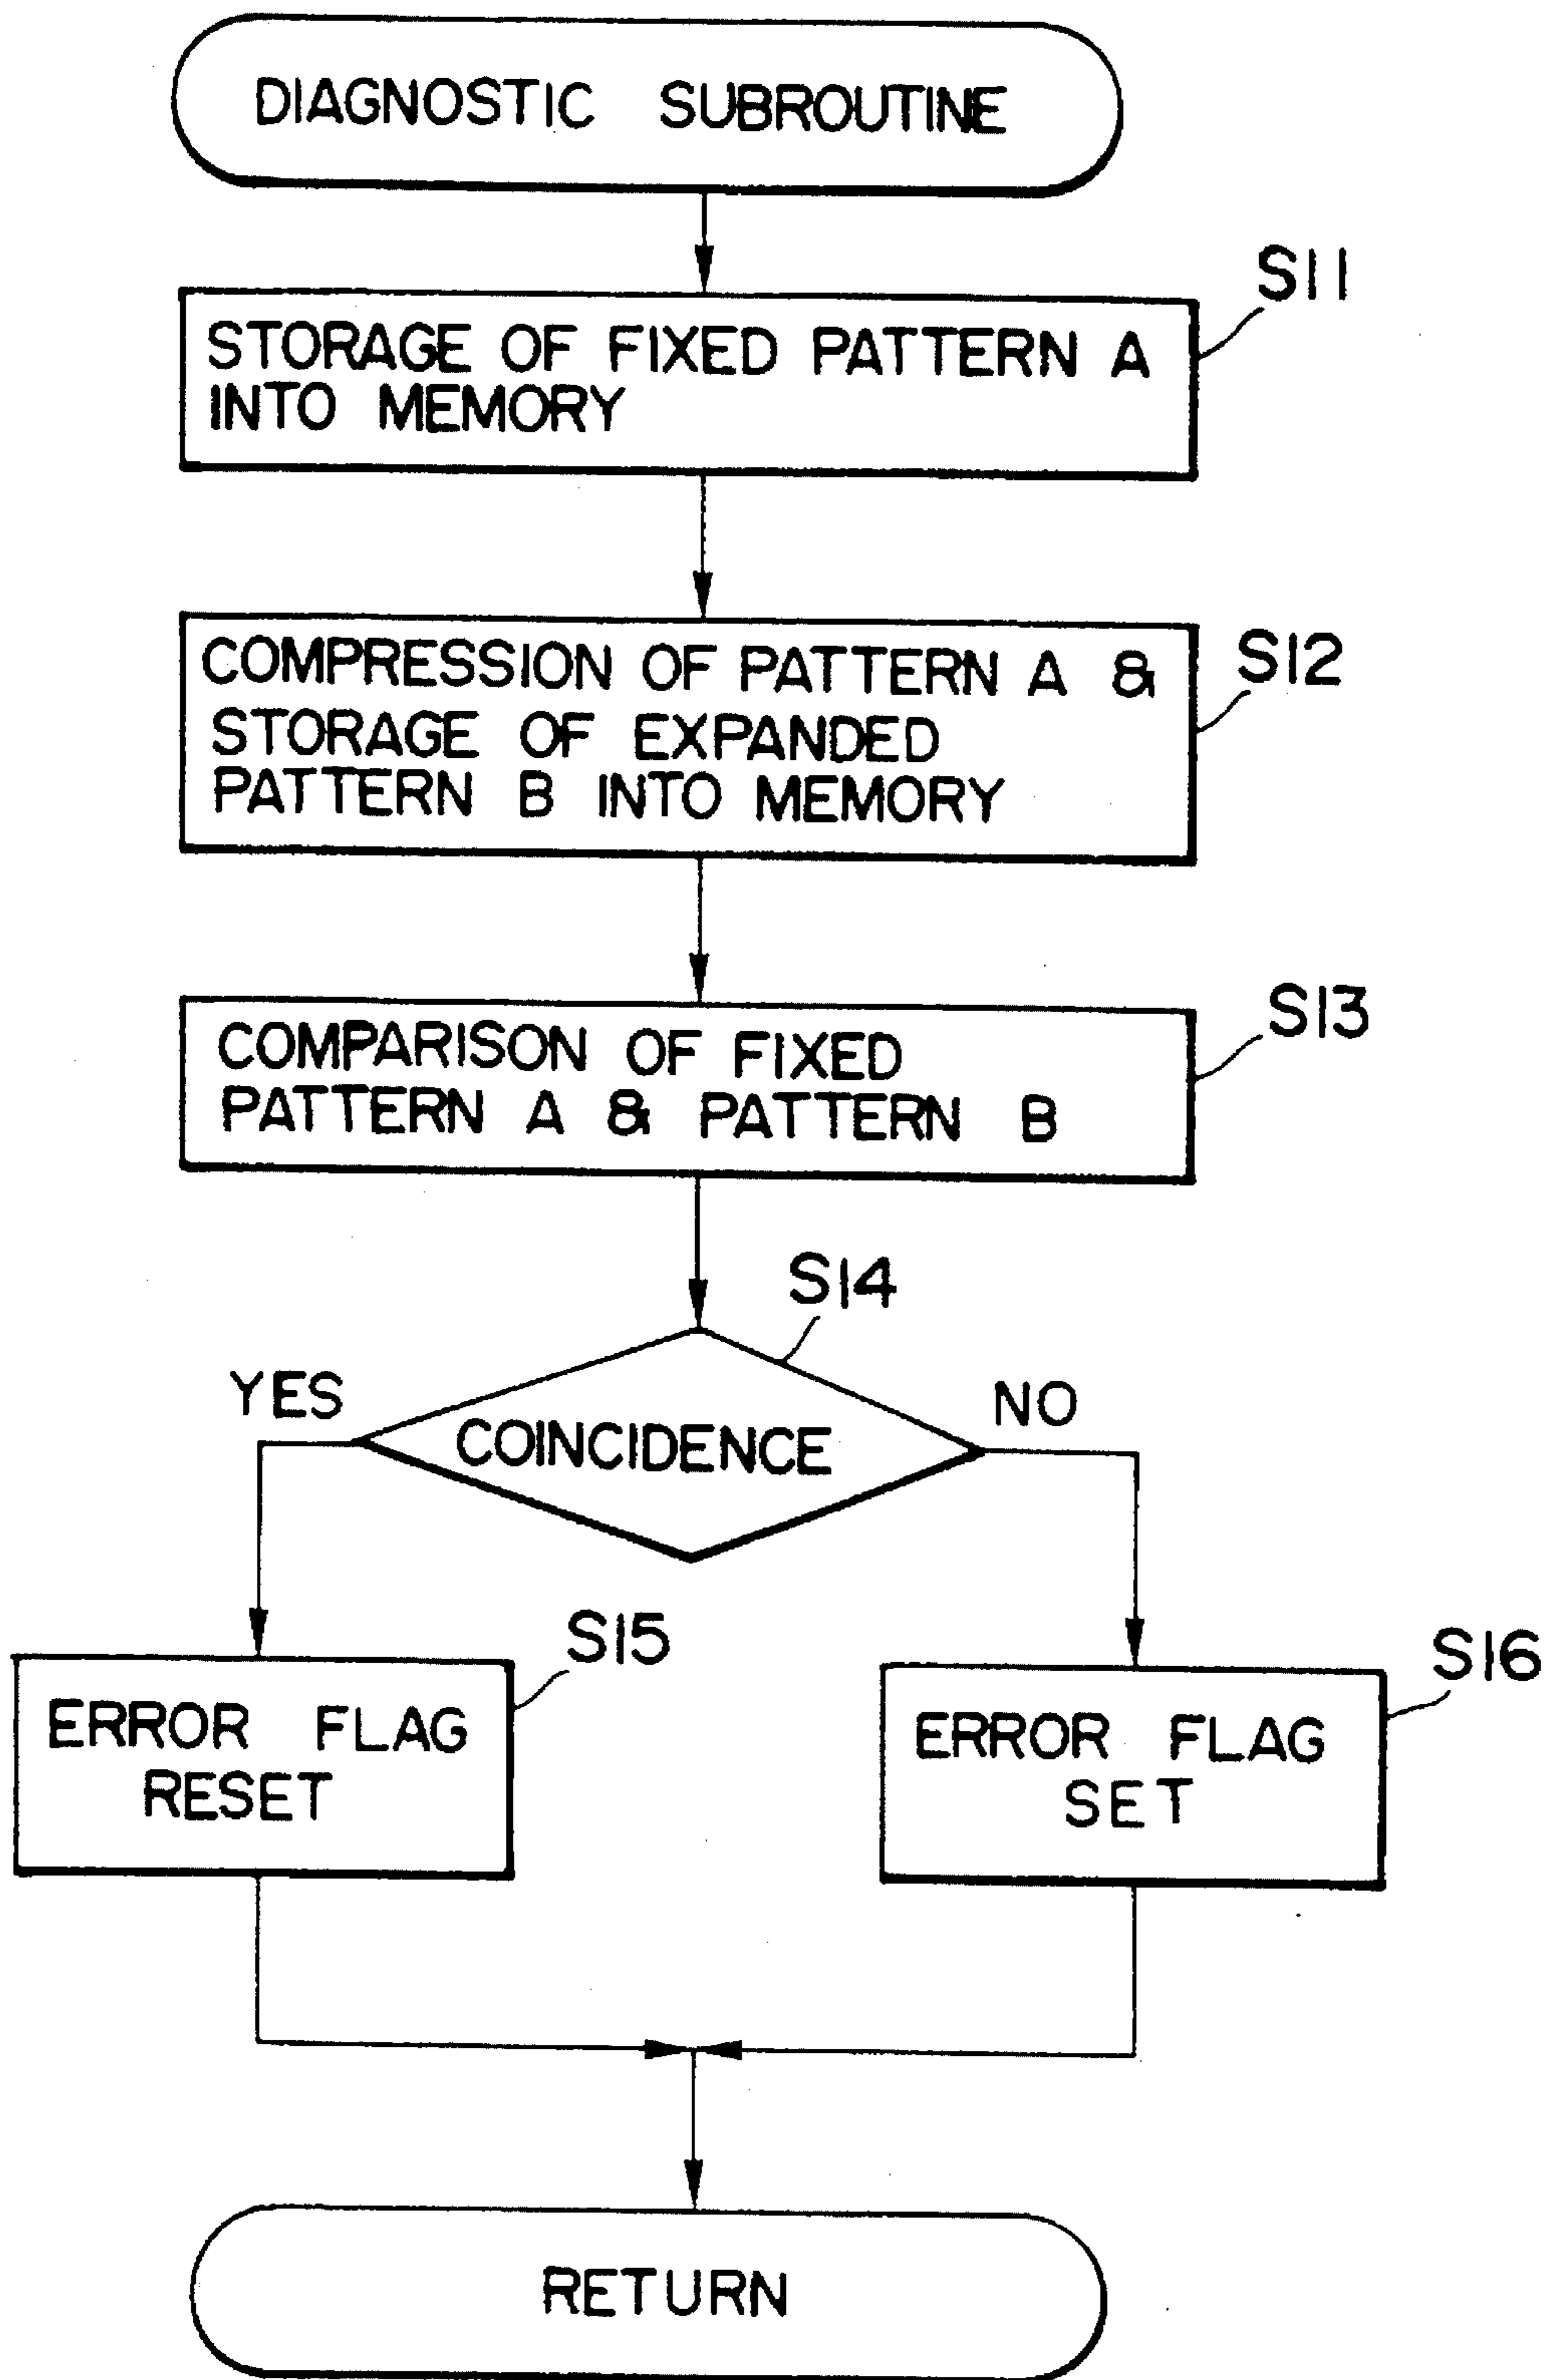 DIAGNOSTIC SUBROUTINE
S11
STORAGE OF FIXED PATTERN A
INTO MEMORY
S12
COMPRESSION OF PATTERN A &
STORAGE OF EXPANDED
PATTERN B INTO MEMORY
S13
COMPARISON OF FIXED
PATTERN A & PATTERN B
S14
YES
NO
COINCIDENCE
S15
ERROR FLAG
RESET
S16
ERROR FLAG
SET
RETURN